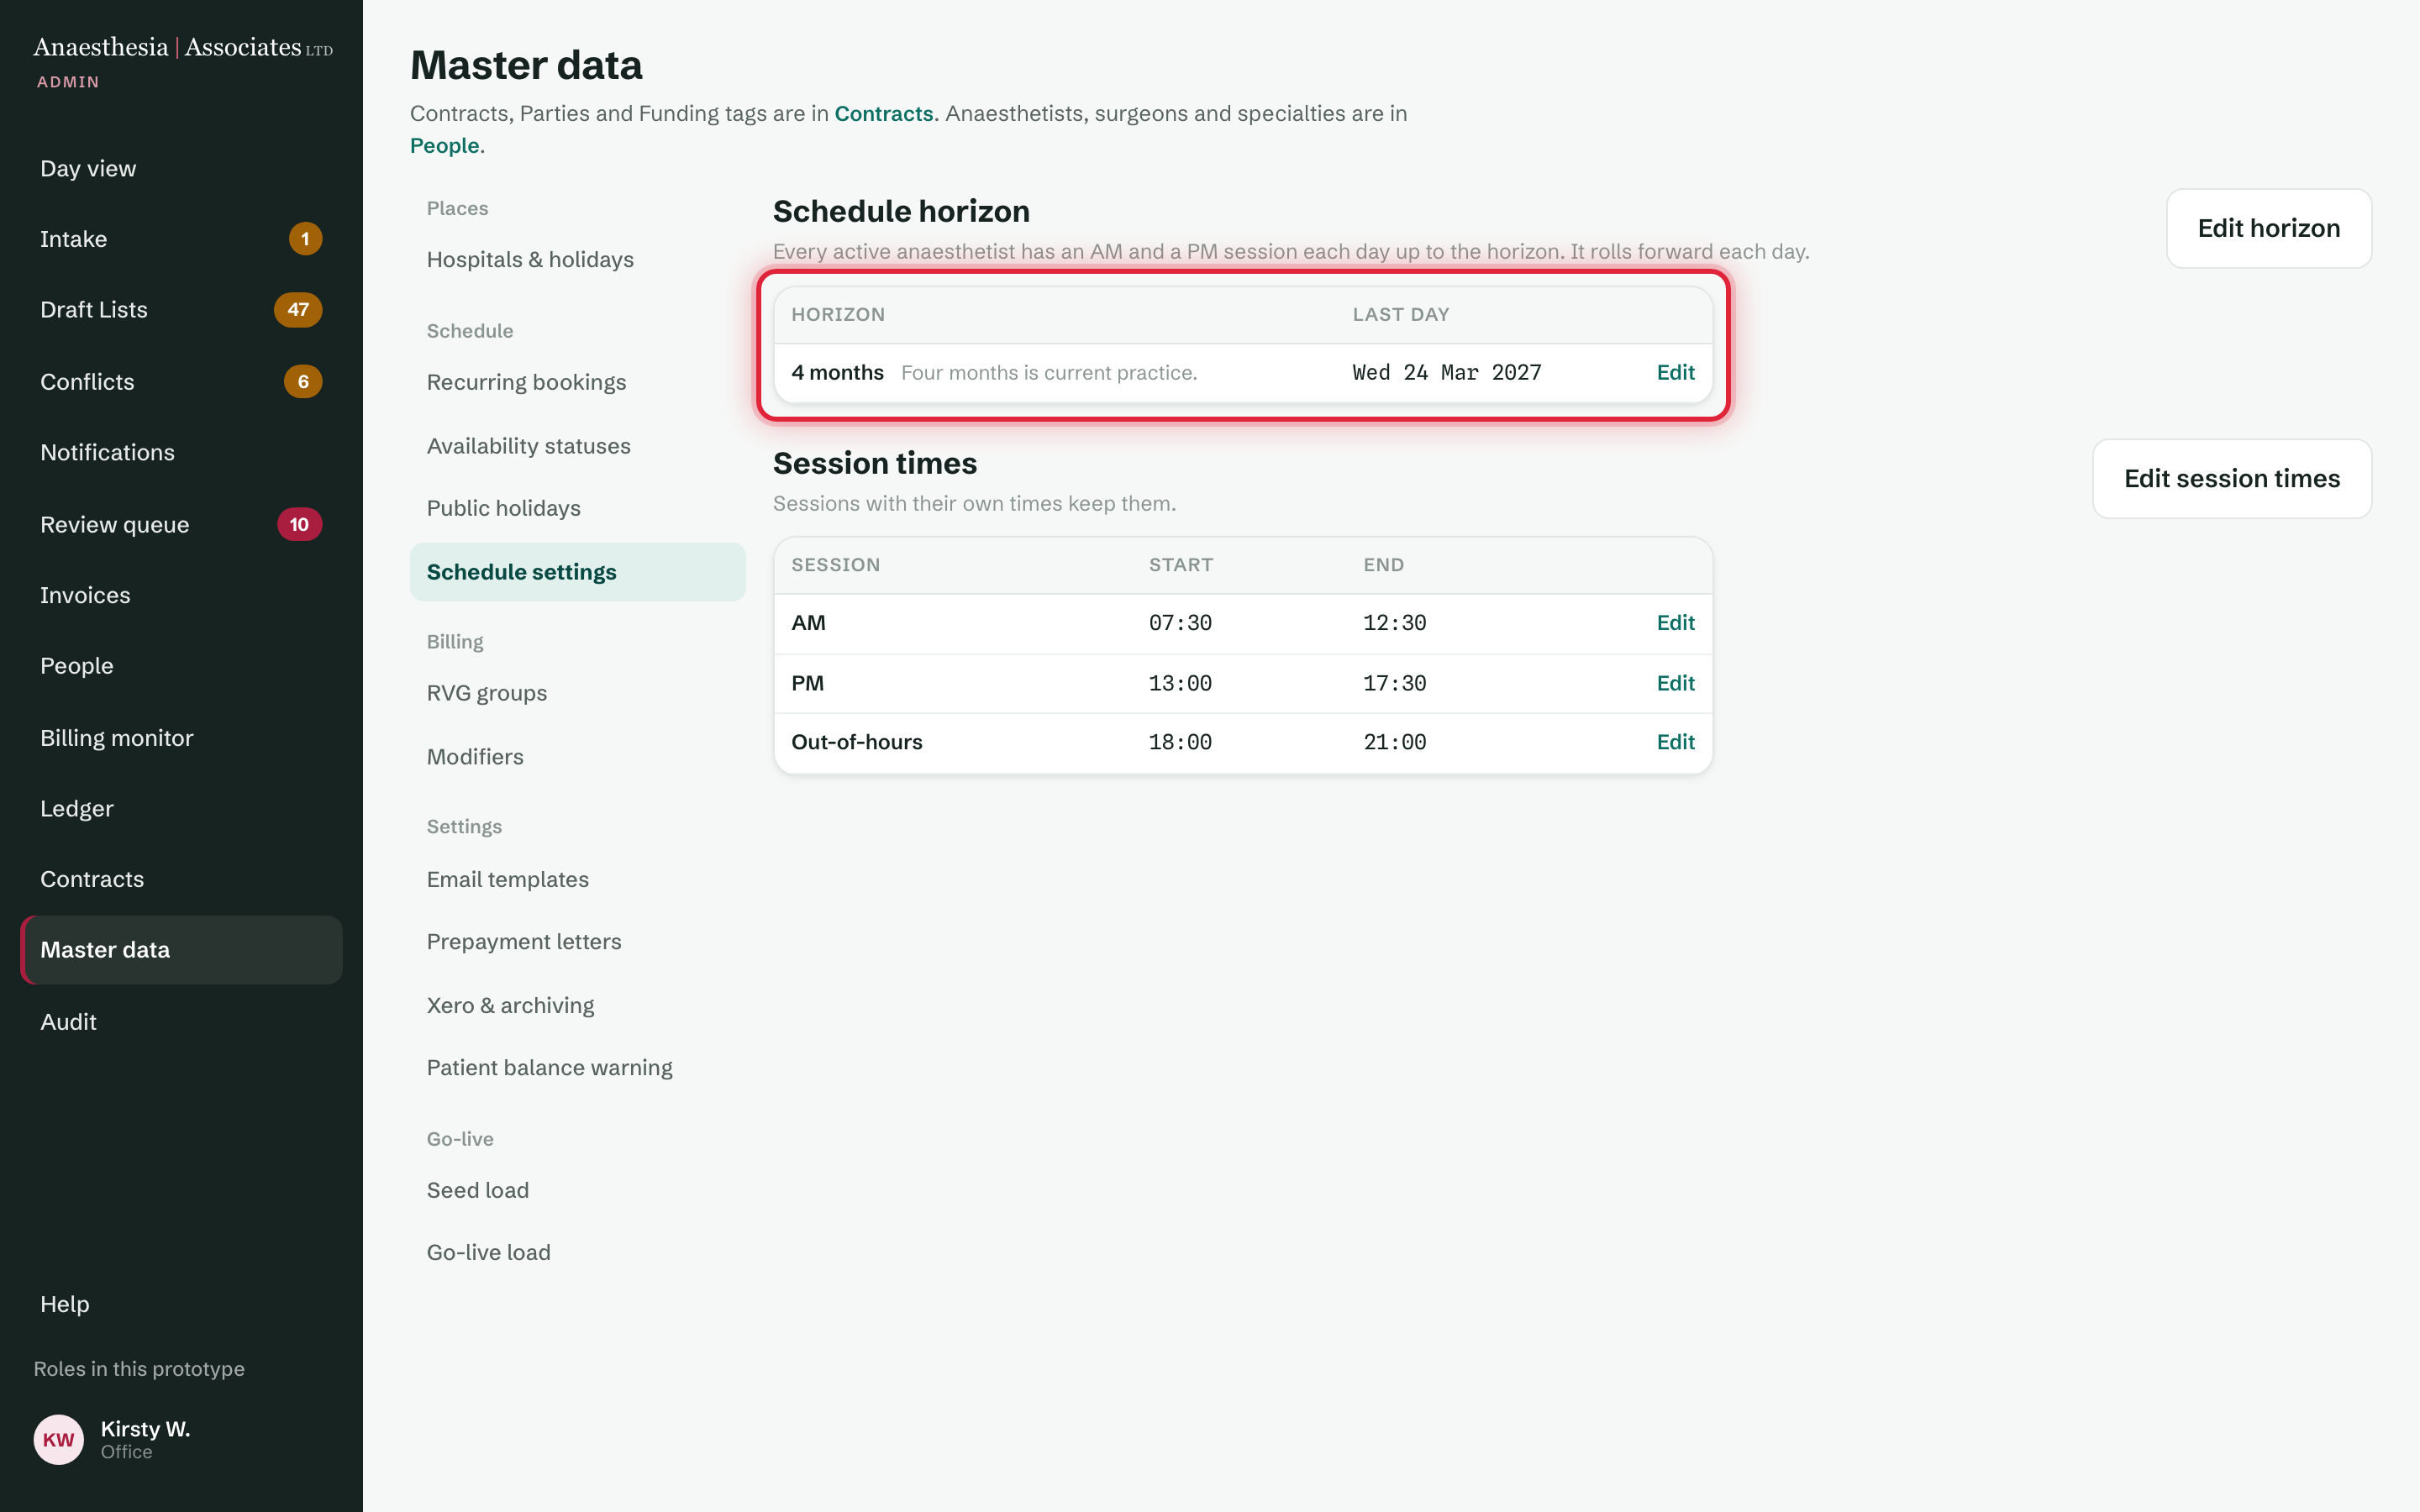 Anaesthesia | Associates LTD
ADMIN
Day view
Intake 1
Draft Lists 47
Conflicts 6
Notifications
Review queue 10
Invoices
People
Billing monitor
Ledger
Contracts
Master data
Audit
Help
Roles in this prototype
KW Kirsty W.
Office
Master data
Contracts, Parties and Funding tags are in Contracts. Anaesthetists, surgeons and specialties are in
People.
Places
Hospitals & holidays
Schedule
Recurring bookings
Availability statuses
Public holidays
Schedule settings
Billing
RVG groups
Modifiers
Settings
Email templates
Prepayment letters
Xero & archiving
Patient balance warning
Go-live
Seed load
Go-live load
Schedule horizon
Every active anaesthetist has an AM and a PM session each day up to the horizon. It rolls forward each day.
Edit horizon
HORIZON LAST DAY
4 months Four months is current practice. Wed 24 Mar 2027 Edit
Session times
Sessions with their own times keep them.
Edit session times
SESSION START END
AM 07:30 12:30 Edit
PM 13:00 17:30 Edit
Out-of-hours 18:00 21:00 Edit